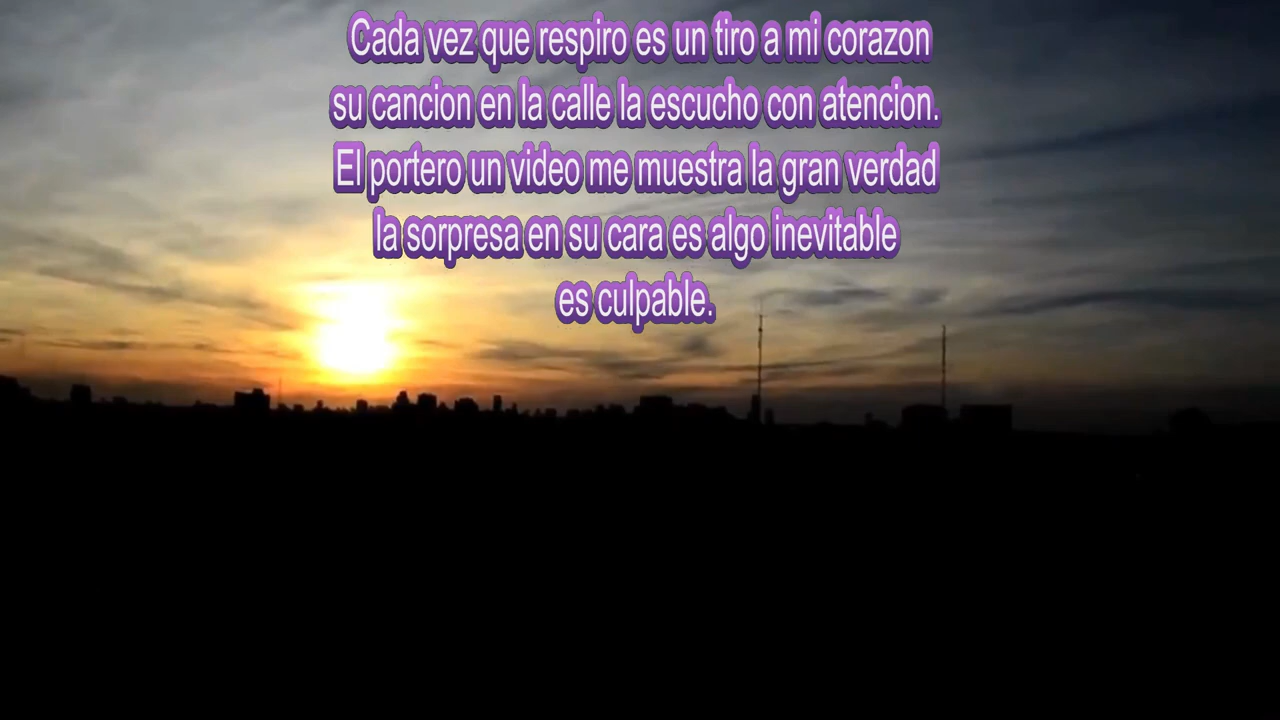 Cada vez que respiro es un tiro a mi corazon
su cancion en la calle la escucho con atencion.
El portero un video me muestra la gran verdad
la sorpresa en su cara es algo inevitable
es culpable.